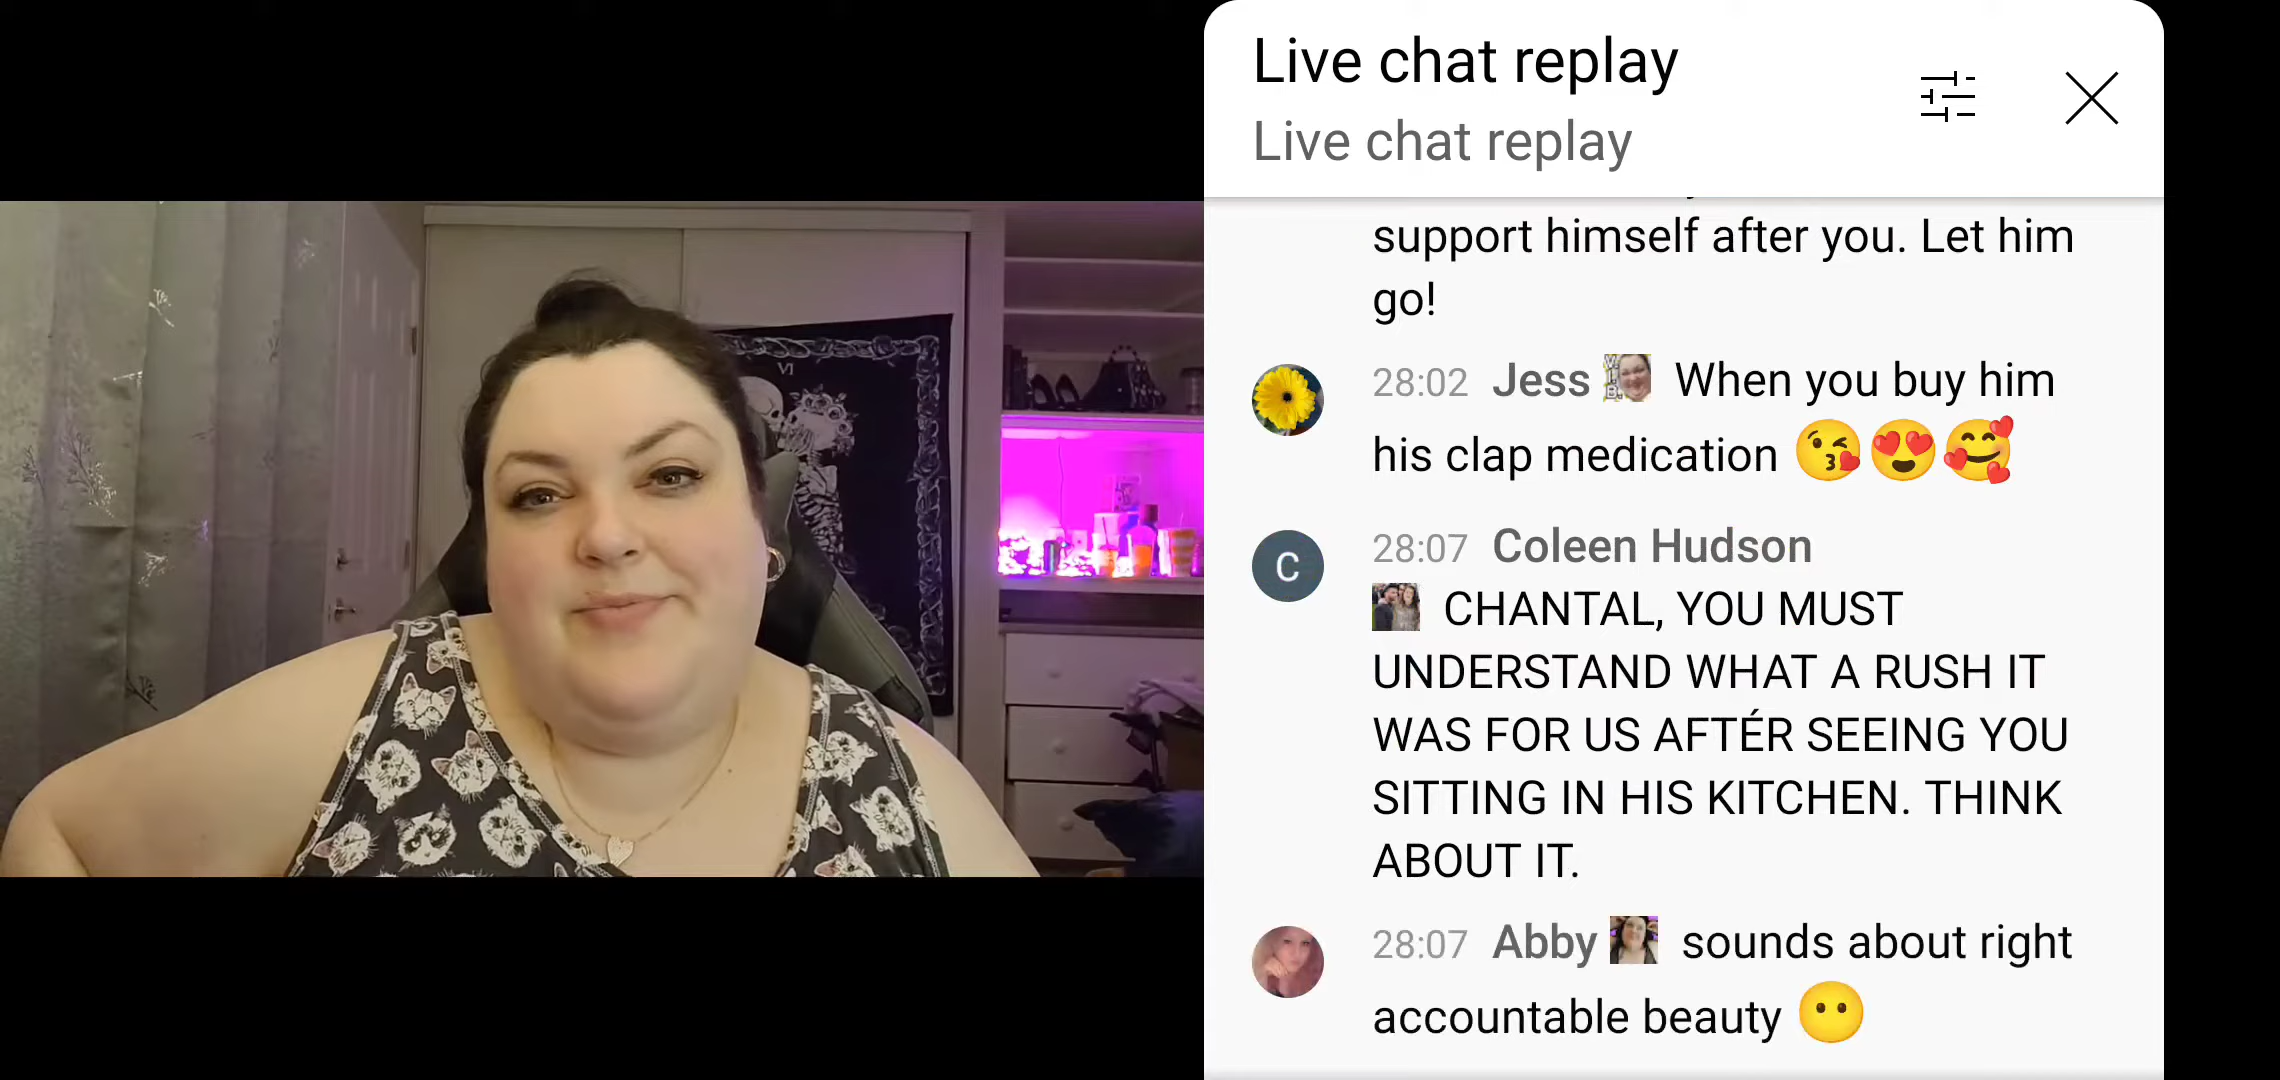 Live chat replay
Live chat replay
support himself after you. Let him
go!
28:02 Jess When you buy him
his clap medication 😘😍🥰
C 28:07 Coleen Hudson
CHANTAL, YOU MUST
UNDERSTAND WHAT A RUSH IT
WAS FOR US AFTÉR SEEING YOU
SITTING IN HIS KITCHEN. THINK
ABOUT IT.
28:07 Abby sounds about right
accountable beauty 😶
VI